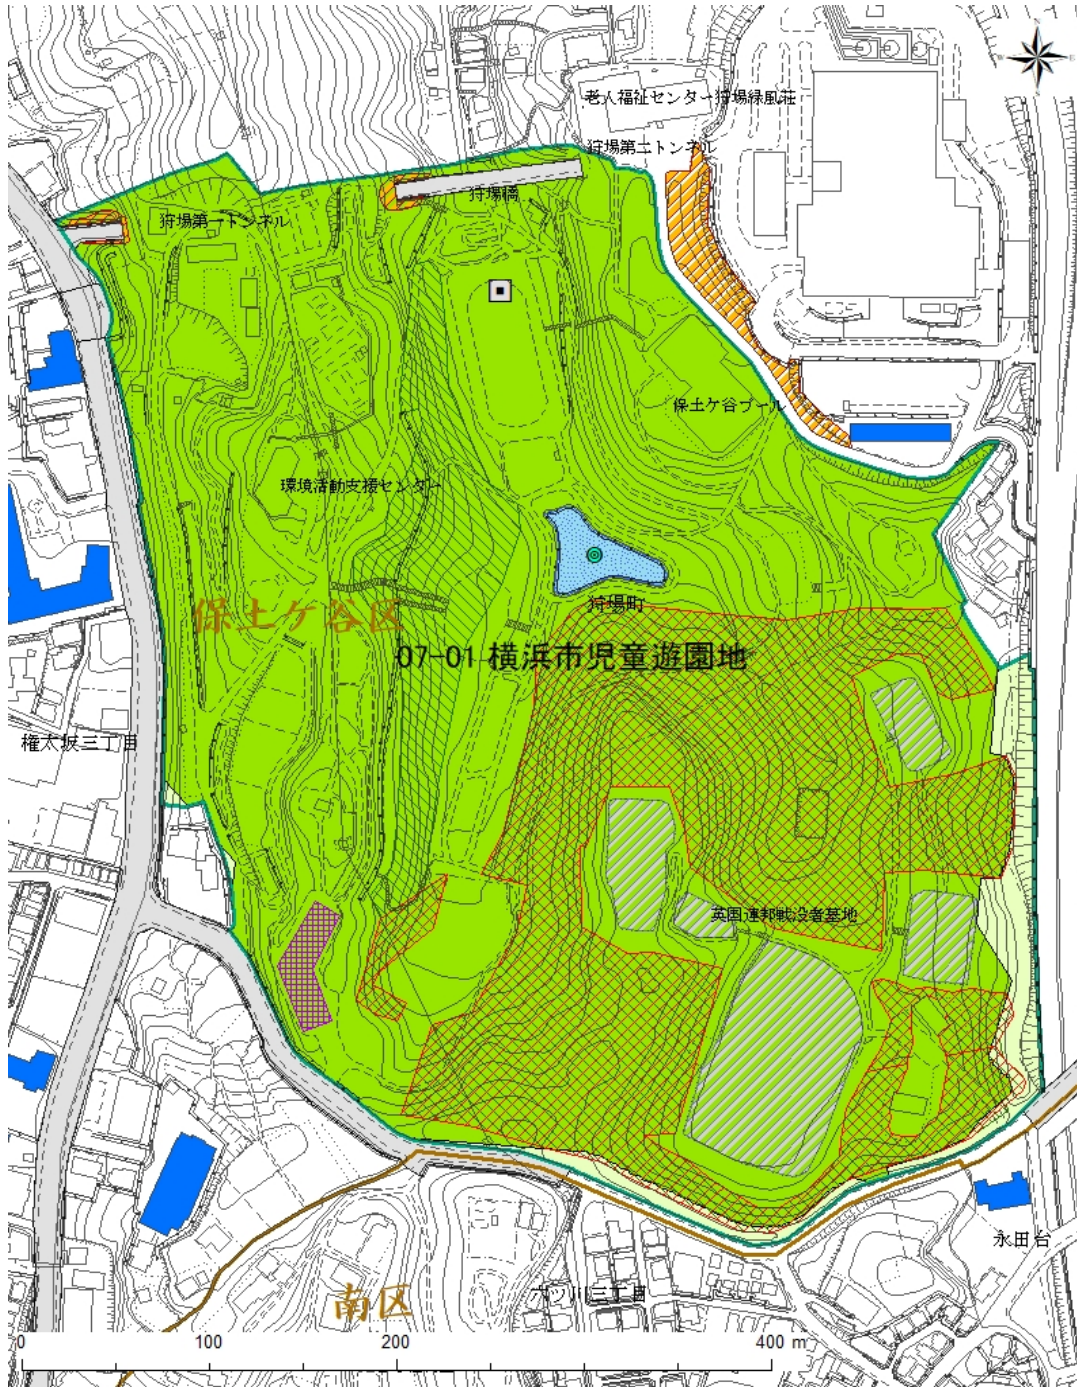 N
W E
S
老人福祉センター狩場緑風荘
狩場第二トンネル
狩場橋
狩場第一トンネル
保土ケ谷プール
環境活動支援センター
狩場町
保土ケ谷区
07-01 横浜市児童遊園地
権太坂三丁目
英国連邦戦没者墓地
永田台
六ツ川三丁目
南区
0 100 200 400 m